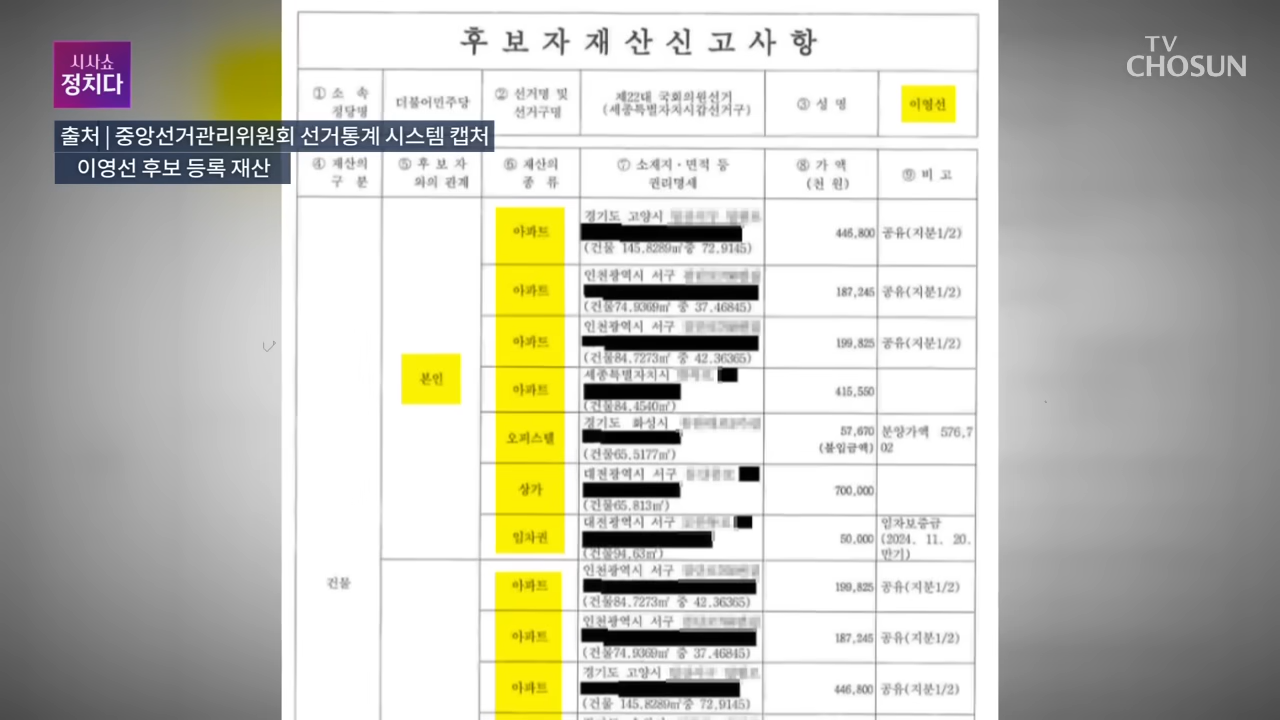 후보자재산신고사항
TV
CHOSUN
시사쇼
정치다
① 소 속
정당명
더불어민주당
② 선거명 및
선거구명
제22대 국회의원선거
(세종특별자치시갑선거구)
③ 성 명
이영선
출처 | 중앙선거관리위원회 선거통계 시스템 캡처
이영선 후보 등록 재산
④ 재산의
구 분
⑤ 후 보 자
와의 관계
⑥ 재산의
종 류
⑦ 소재지·면적 등
권리명세
⑧ 가 액
(천 원)
⑨ 비 고
건물
본인
아파트
경기도 고양시
(건물 145.8289㎡중 72.9145)
446,800
공유(지분1/2)
아파트
인천광역시 서구
(건물74.9369㎡ 중 37.46845)
187,245
공유(지분1/2)
아파트
인천광역시 서구
(건물84.7273㎡ 중 42.36365)
199,825
공유(지분1/2)
아파트
세종특별자치시
(건물84.4540㎡)
415,550
오피스텔
경기도 화성시
(건물65.5177㎡)
57,670
(불입금액)
분양가액 576,7
02
상가
대전광역시 서구
(건물65.813㎡)
700,000
임차권
대전광역시 서구
(건물94.63㎡)
50,000
임차보증금
(2024. 11. 20.
만기)
아파트
인천광역시 서구
(건물84.7273㎡ 중 42.36365)
199,825
공유(지분1/2)
아파트
인천광역시 서구
(건물74.9369㎡ 중 37.46845)
187,245
공유(지분1/2)
아파트
경기도 고양시
(건물 145.8289㎡중 72.9145)
446,800
공유(지분1/2)